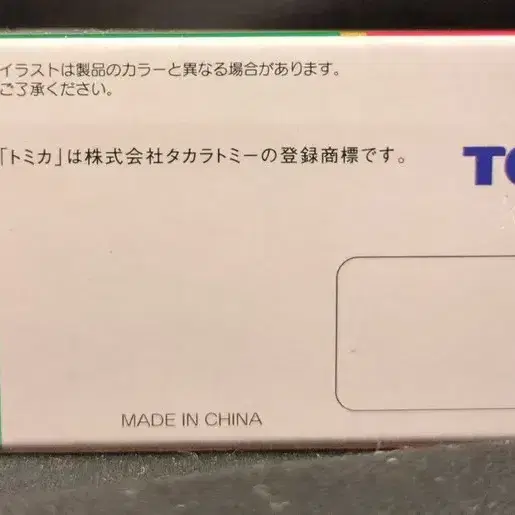 イラストは製品のカラーと異なる場合があります。
ご了承ください。
「トミカ」は株式会社タカラトミーの登録商標です。
MADE IN CHINA